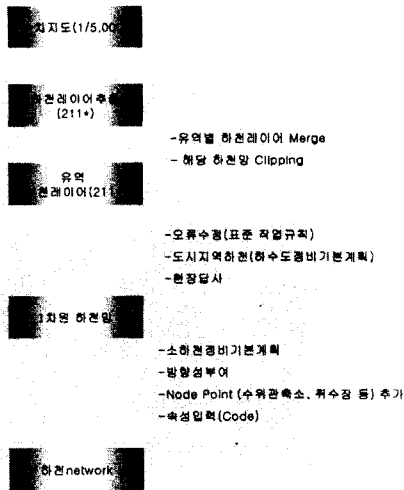 치지도(1/5,00
하천레이어추출
(211*)
-유역별 하천레이어 Merge
- 해당 하천망 Clipping
유역
천레이어(211
-오류수정(표준 작업규칙)
-도시지역하천(하수도정비기본계획)
-현장답사
1차원 하천망
-소하천정비기본계획
-방향성부여
-Node Point (수위관측소, 취수장 등) 추가
-속성입력(Code)
하천network